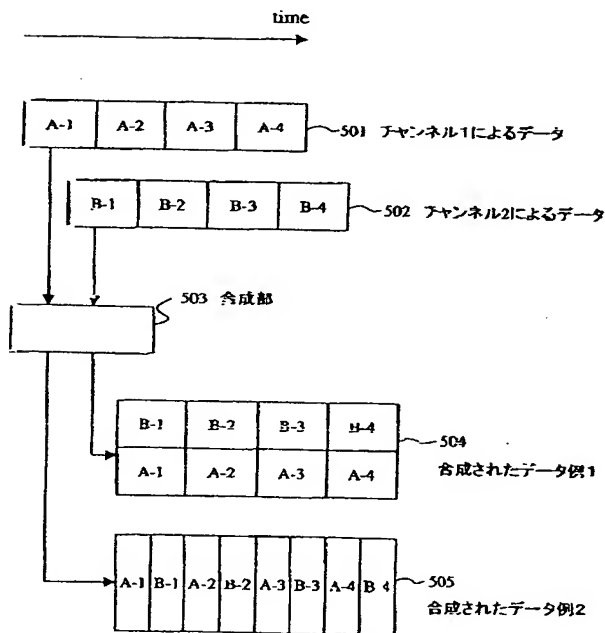 time
A-1 A-2 A-3 A-4
501 チャンネル1によるデータ
B-1 B-2 B-3 B-4
502 チャンネル2によるデータ
503 合成部
B-1 B-2 B-3 B-4
504
A-1 A-2 A-3 A-4
合成されたデータ例1
A-1 B-1 A-2 B-2 A-3 B-3 A-4 B 4
505
合成されたデータ例2